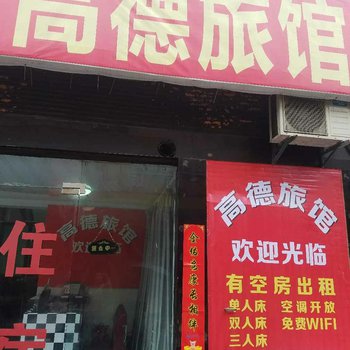 高德旅馆
高德旅馆
欢迎光临
有空房出租
单人床 空调开放
双人床 免费WIFI
三人床
高德旅馆
住